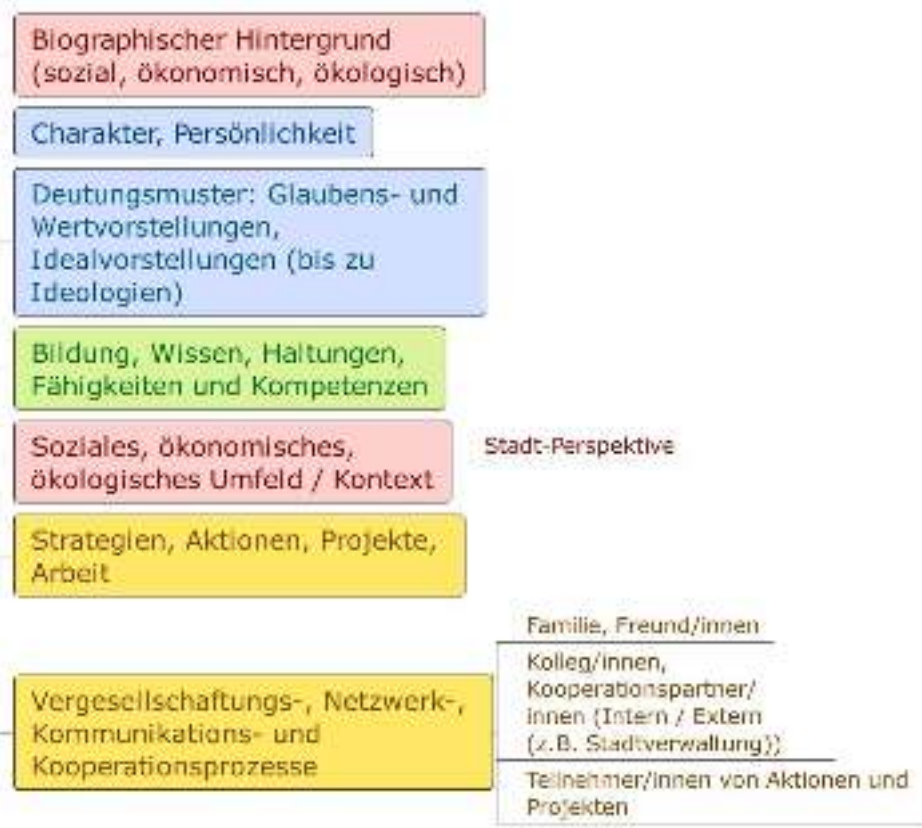 Biographischer Hintergrund
(sozial, ökonomisch, ökologisch)
Charakter, Persönlichkeit
Deutungsmuster: Glaubens- und
Wertvorstellungen,
Idealvorstellungen (bis zu
Ideologien)
Bildung, Wissen, Haltungen,
Fähigkeiten und Kompetenzen
Soziales, ökonomisches,
ökologisches Umfeld / Kontext
Stadt-Perspektive
Strategien, Aktionen, Projekte,
Arbeit
Vergesellschaftungs-, Netzwerk-,
Kommunikations- und
Kooperationsprozesse
Familie, Freund/innen
Kolleg/innen,
Kooperationspartner/
innen (Intern / Extern
(z.B. Stadtverwaltung))
Teilnehmer/innen von Aktionen und
Projekten